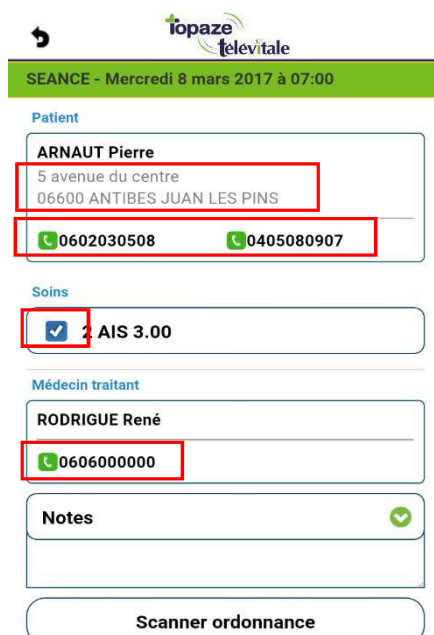 topaze
télévitale
SEANCE - Mercredi 8 mars 2017 à 07:00
Patient
ARNAUT Pierre
5 avenue du centre
06600 ANTIBES JUAN LES PINS
0602030508 0405080907
Soins
2 AIS 3.00
Médecin traitant
RODRIGUE René
0606000000
Notes
Scanner ordonnance